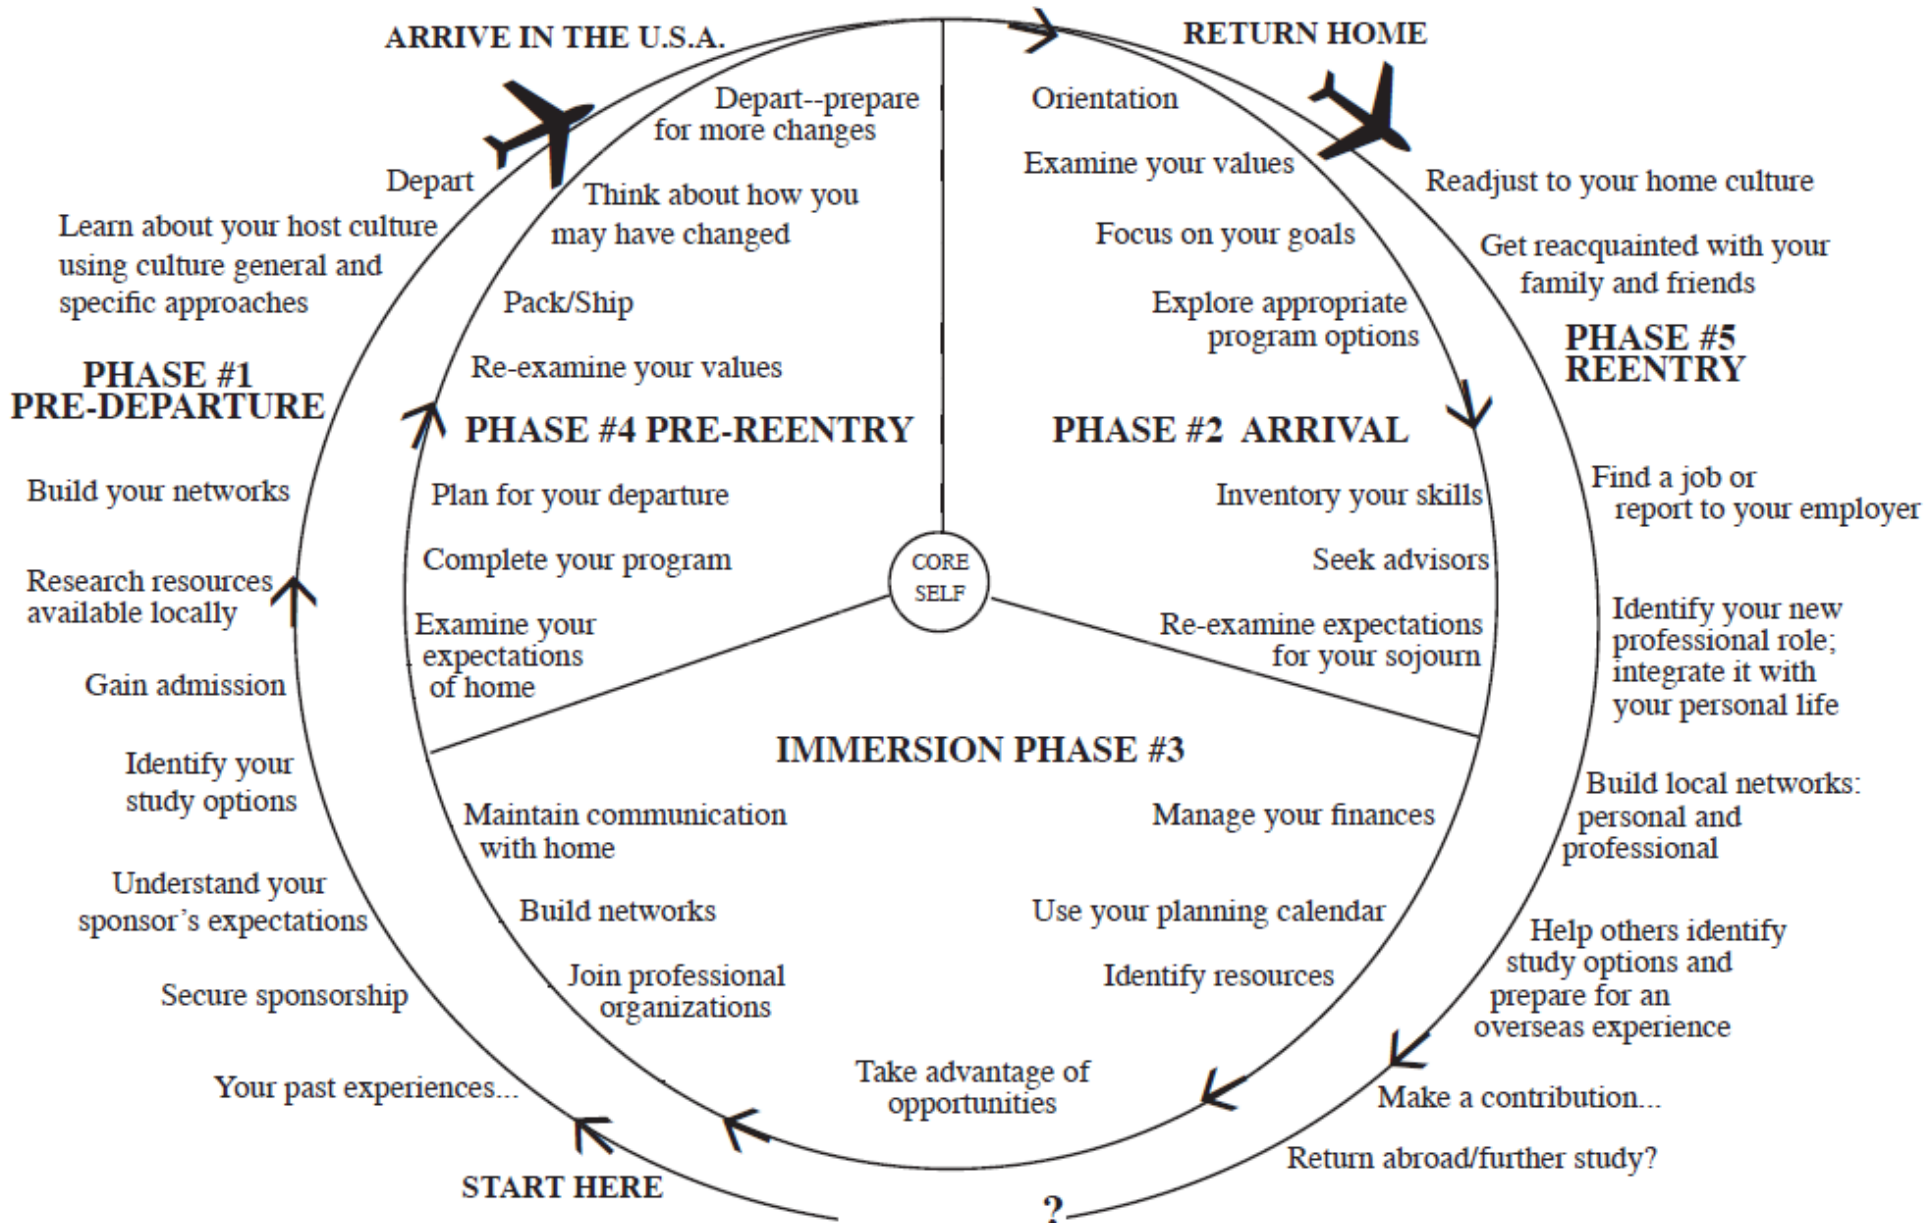 ARRIVE IN THE U.S.A.
RETURN HOME
Depart
Learn about your host culture
using culture general and
specific approaches
PHASE #1
PRE-DEPARTURE
Build your networks
Research resources
available locally
Gain admission
Identify your
study options
Understand your
sponsor's expectations
Secure sponsorship
Your past experiences...
START HERE
Depart--prepare
for more changes
Think about how you
may have changed
Pack/Ship
Re-examine your values
PHASE #4 PRE-REENTRY
Plan for your departure
Complete your program
Examine your
expectations
of home
CORE
SELF
Orientation
Examine your values
Focus on your goals
Explore appropriate
program options
PHASE #2 ARRIVAL
Inventory your skills
Seek advisors
Re-examine expectations
for your sojourn
IMMERSION PHASE #3
Maintain communication
with home
Build networks
Join professional
organizations
Take advantage of
opportunities
Manage your finances
Use your planning calendar
Identify resources
Readjust to your home culture
Get reacquainted with your
family and friends
PHASE #5
REENTRY
Find a job or
report to your employer
Identify your new
professional role;
integrate it with
your personal life
Build local networks:
personal and
professional
Help others identify
study options and
prepare for an
overseas experience
Make a contribution...
Return abroad/further study?
?